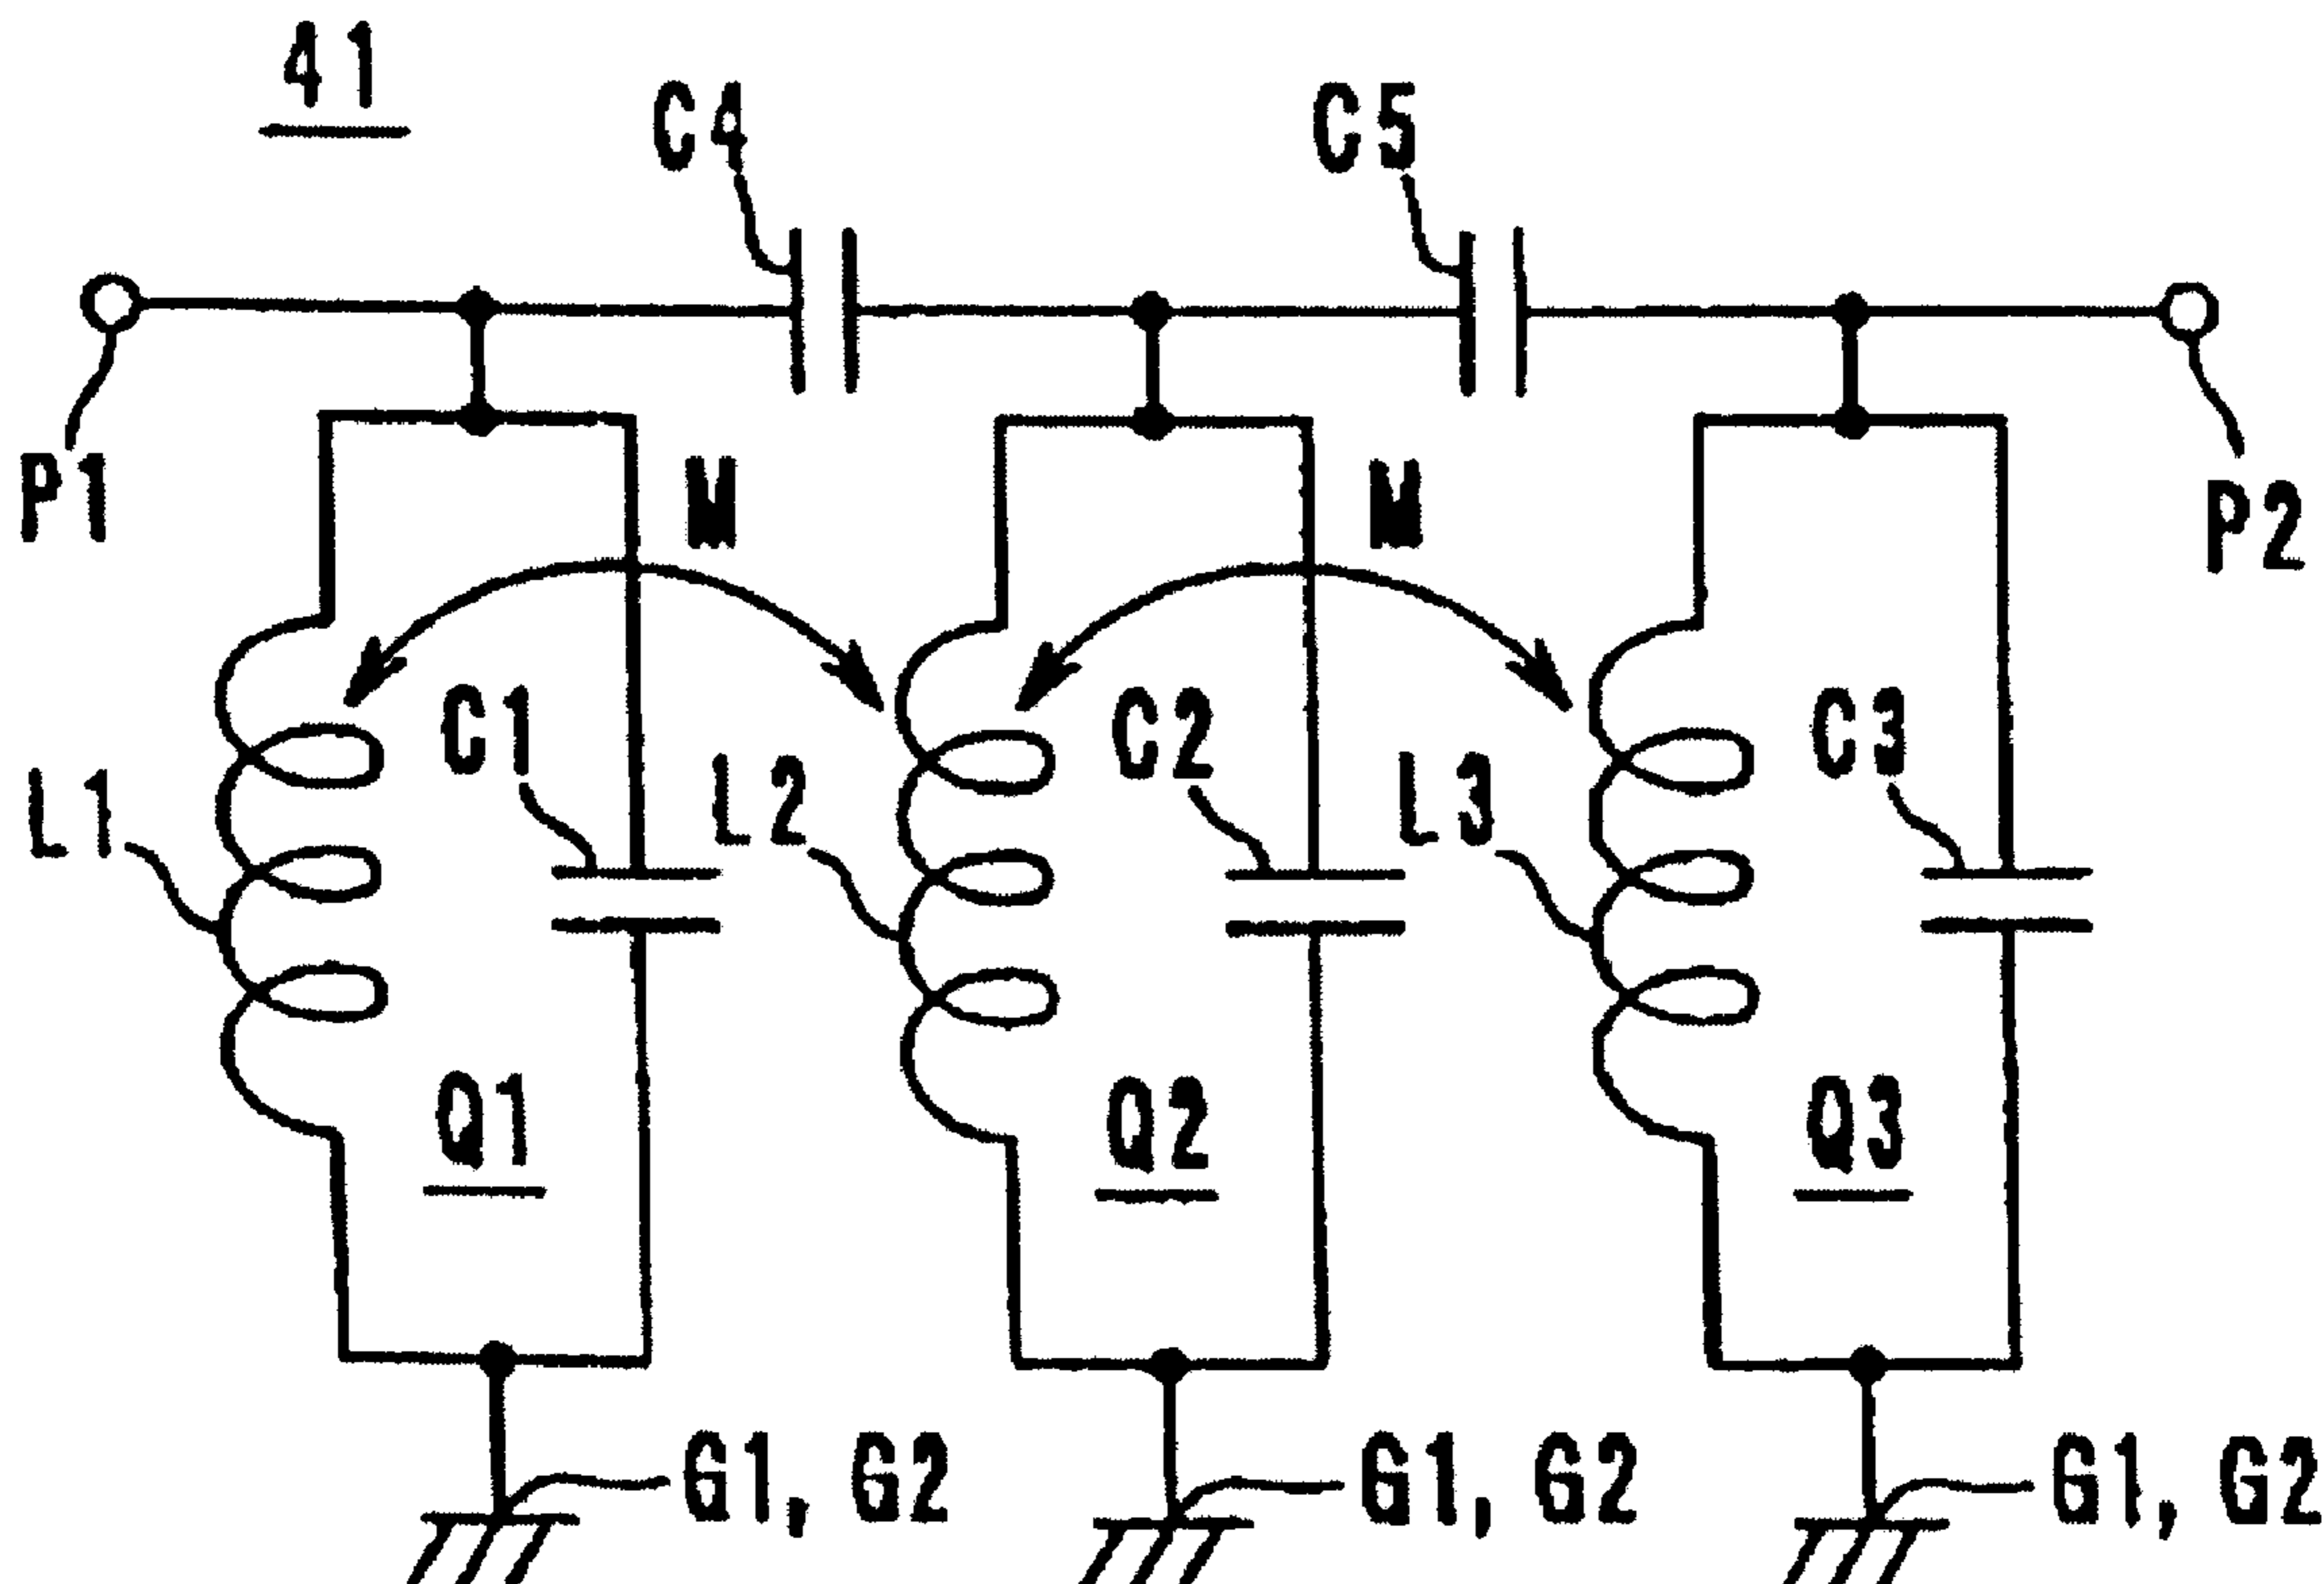 41
C4 C5
P1 M M P2
C1 C2 C3
L1 L2 L3
Q1 Q2 Q3
G1, G2 G1, G2 G1, G2